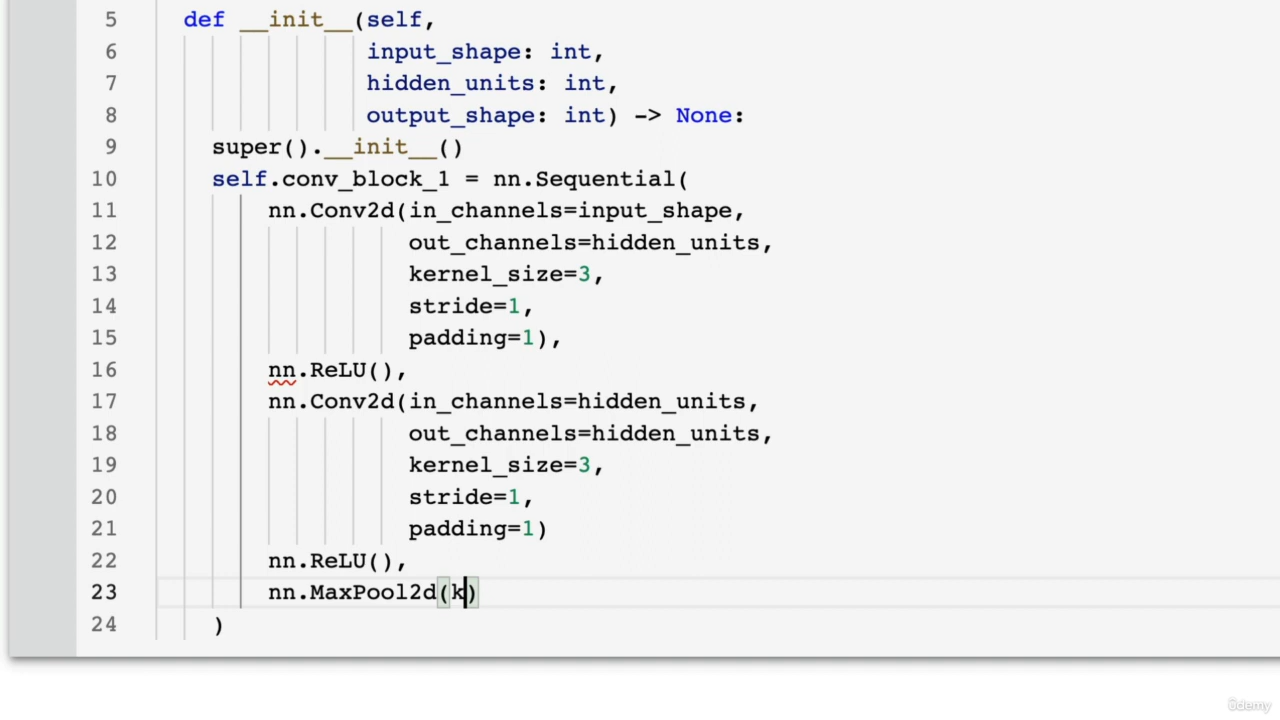 5 def __init__(self,
6 input_shape: int,
7 hidden_units: int,
8 output_shape: int) -> None:
9 super().__init__()
10 self.conv_block_1 = nn.Sequential(
11 nn.Conv2d(in_channels=input_shape,
12 out_channels=hidden_units,
13 kernel_size=3,
14 stride=1,
15 padding=1),
16 nn.ReLU(),
17 nn.Conv2d(in_channels=hidden_units,
18 out_channels=hidden_units,
19 kernel_size=3,
20 stride=1,
21 padding=1)
22 nn.ReLU(),
23 nn.MaxPool2d(k)
24 )
ûdemy